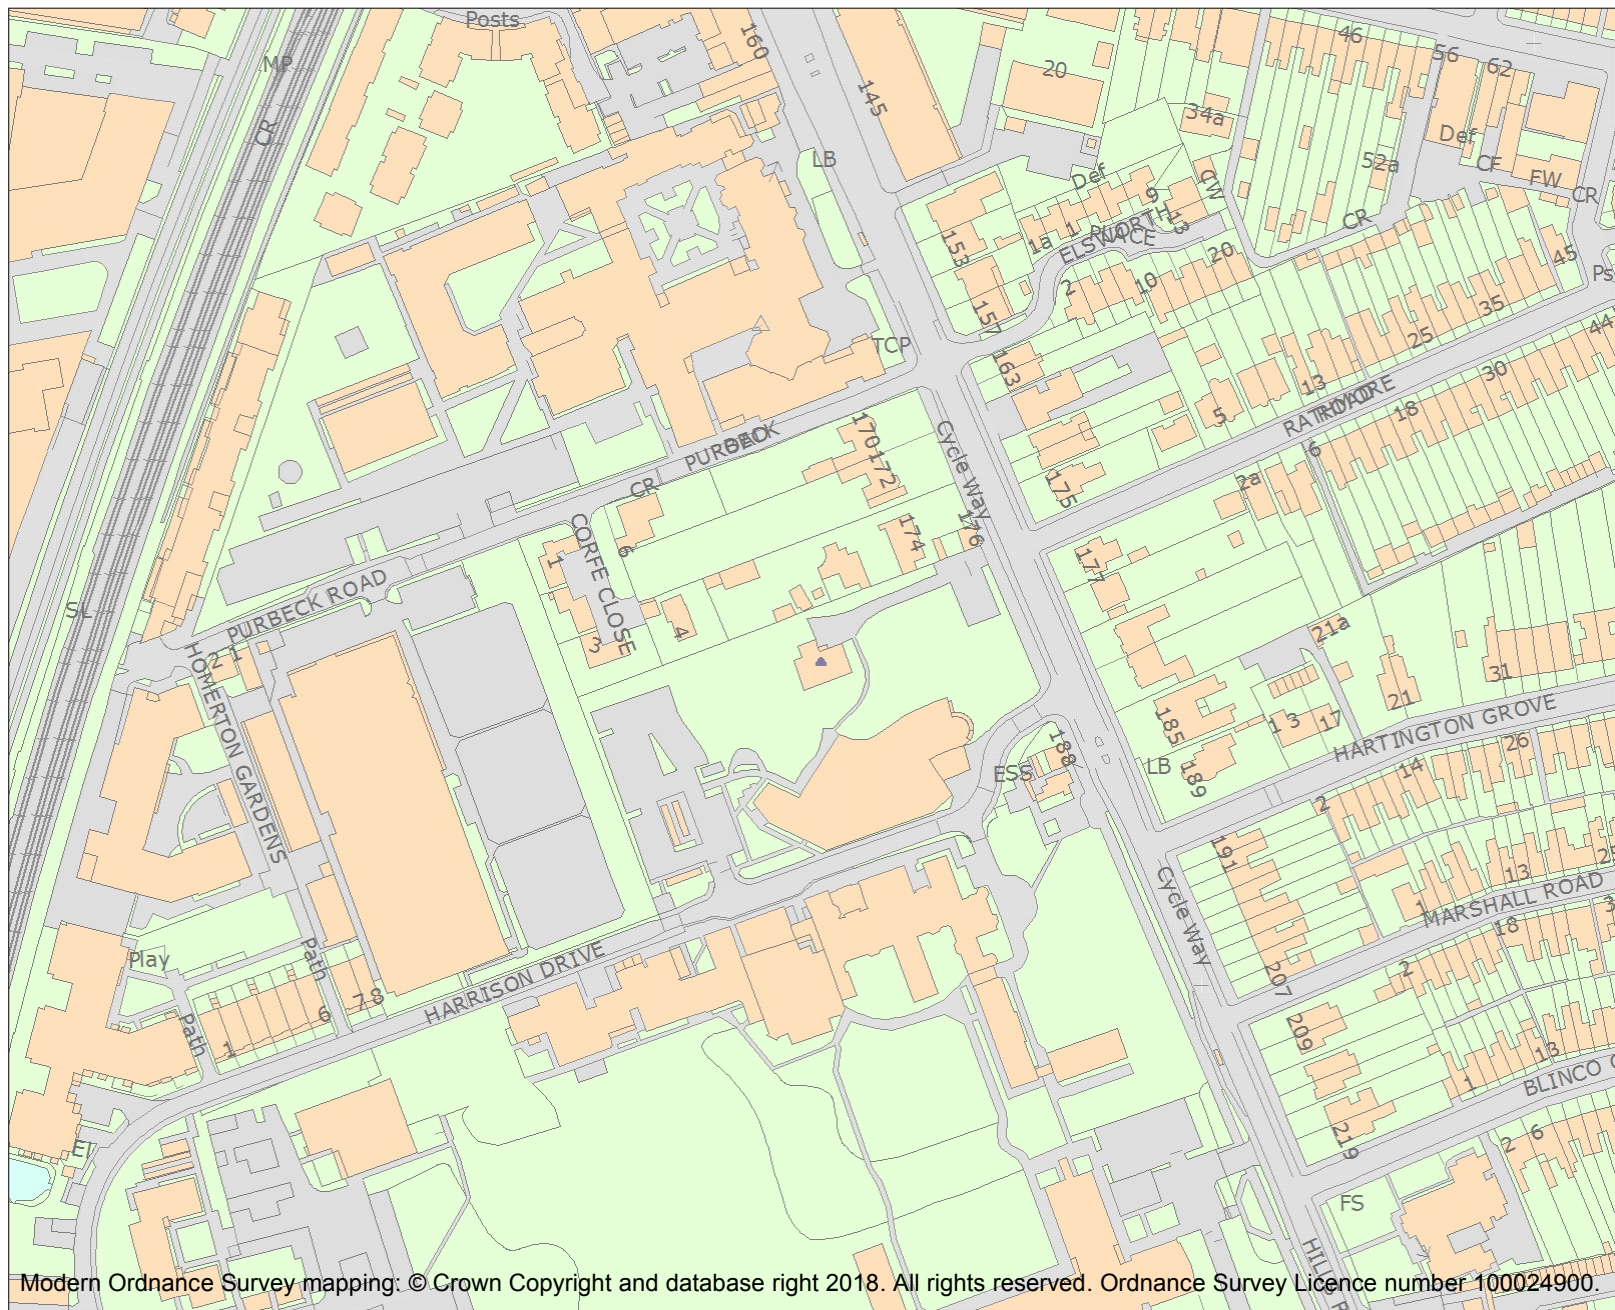 Posts
46
56
62
160
MP
20
145
CR
34a
Def
52a
CF
LB
Def
FW
CW
CR
9
1
13
CR
1a
ELSWORTH
PLACE
153
20
45
Ps
2
10
157
35
44
25
TCP
163
30
13
RATHMORE
ROAD
5
18
170
172
PURBECK
ROAD
Cycle Way
6
175
2a
CR
176
174
CORFE CLOSE
6
1
177
PURBECK ROAD
SL
4
3
21a
2 1
HOMERTON GARDENS
31
21
185
1 3
17
HARTINGTON GROVE
188
26
LB
189
ESS
14
2
191
13
25
Cycle Way
1
MARSHALL ROAD
18
3
Path
Play
HARRISON DRIVE
2
207
7 8
6
Path
209
1
13
1
BLINCO G
El
219
2
6
FS
HILLS R
Modern Ordnance Survey mapping: © Crown Copyright and database right 2018. All rights reserved. Ordnance Survey Licence number 100024900.